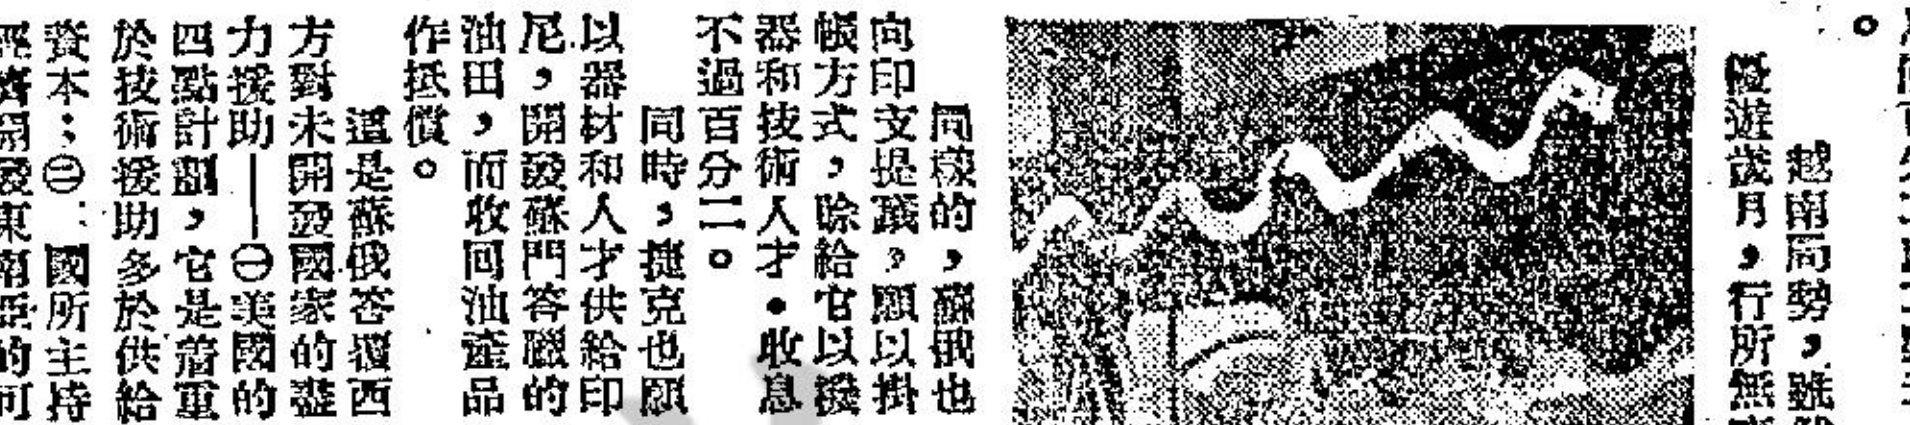 越南局勢，雖
優遊歲月，行所無
同樣的，蘇俄也
向印文提議，願以掛
帳方式，賒給它以機
器和技術人才。收息
不過百分二。
同時，捷克也願
以器材和人才供給印
尼，開發蘇門答臘的
油田，而收回油產品
作抵償。
這是蘇俄答覆西
方對未開發國家的盡
力援助——㊀美國的
四點計劃，它是着重
於技術援助多於供給
資本；㊁國所主持